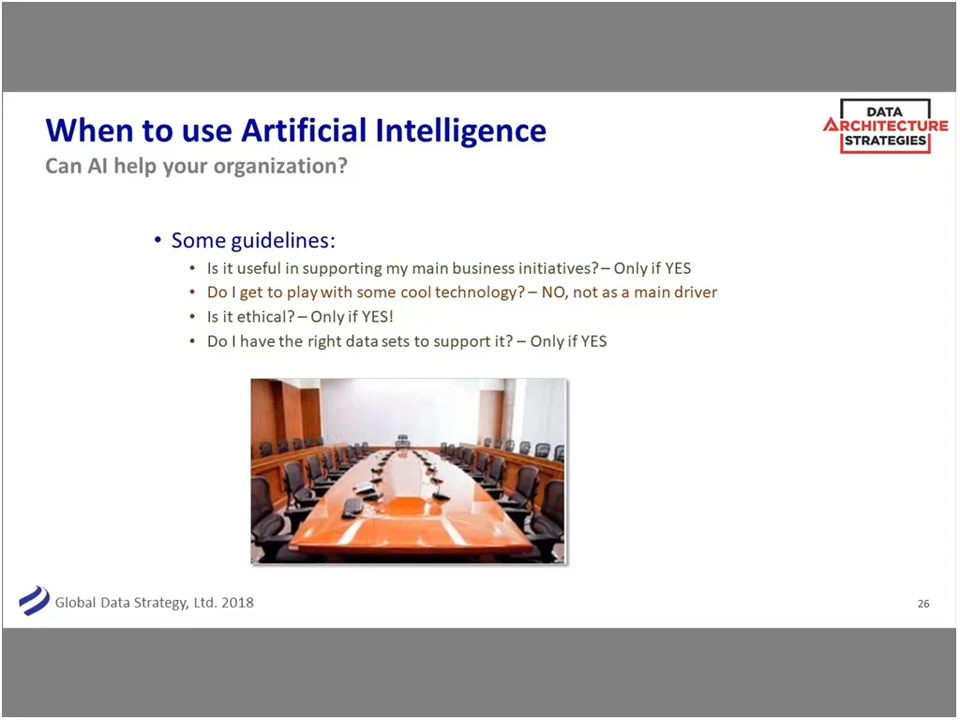 When to use Artificial Intelligence
Can AI help your organization?
DATA
ARCHITECTURE
STRATEGIES
• Some guidelines:
• Is it useful in supporting my main business initiatives? – Only if YES
• Do I get to play with some cool technology? – NO, not as a main driver
• Is it ethical? – Only if YES!
• Do I have the right data sets to support it? – Only if YES
Global Data Strategy, Ltd. 2018
26